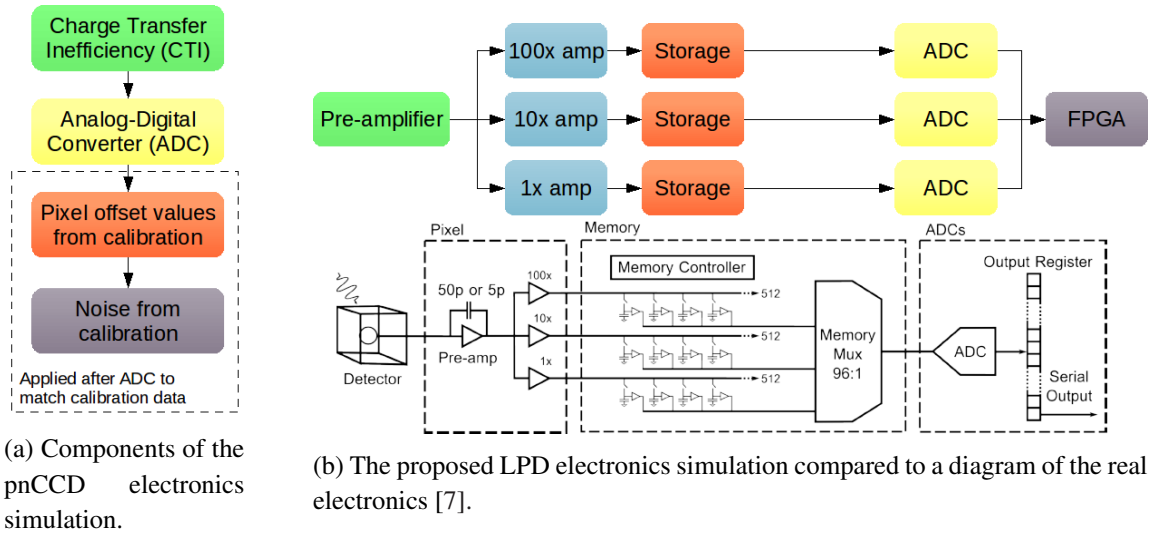 Charge Transfer
Inefficiency (CTI)
Analog-Digital
Converter (ADC)
Pixel offset values
from calibration
Noise from
calibration
Applied after ADC to
match calibration data
(a) Components of the
pnCCD electronics
simulation.
100x amp
Storage
ADC
Pre-amplifier
10x amp
Storage
ADC
FPGA
1x amp
Storage
ADC
Pixel
Memory
ADCs
Memory Controller
Output Register
100x
512
50p or 5p
10x
512
Pre-amp
Memory
Mux
96:1
ADC
1x
512
Detector
Serial
Output
(b) The proposed LPD electronics simulation compared to a diagram of the real
electronics [7].